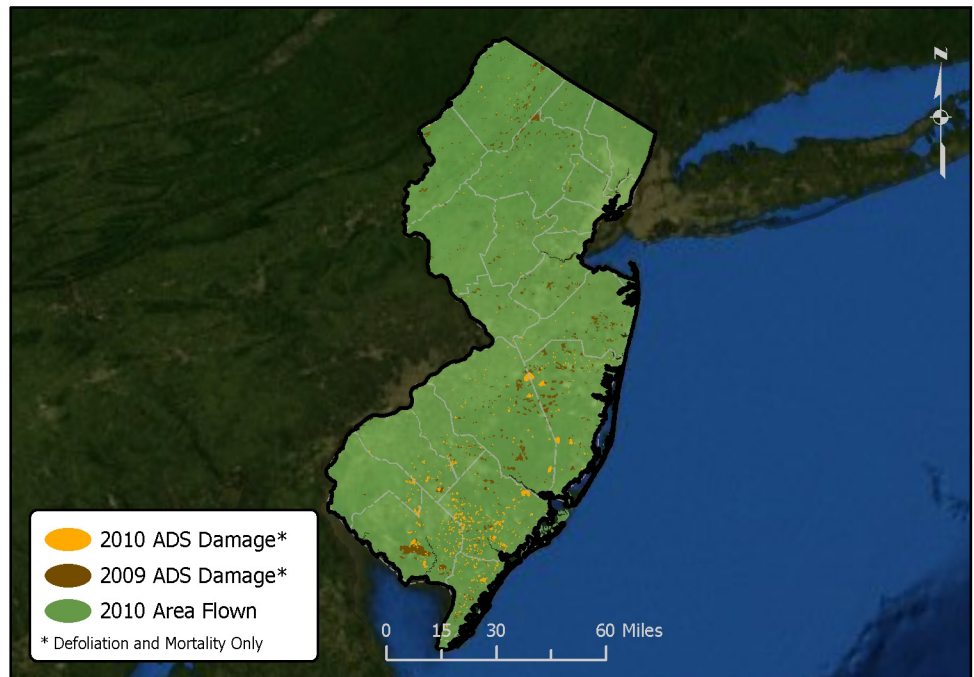 N
2010 ADS Damage*
2009 ADS Damage*
2010 Area Flown
* Defoliation and Mortality Only
0 15 30 60 Miles